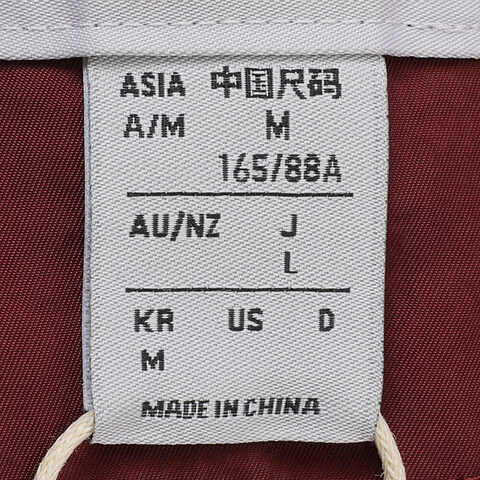 ASIA 中国尺码
A/M M
165/88A
AU/NZ J
L
KR US D
M
MADE IN CHINA